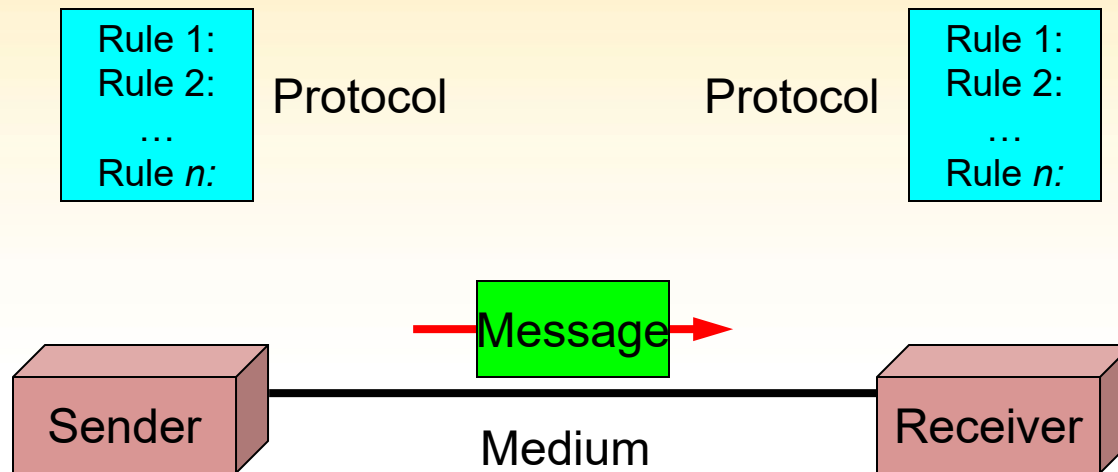 Rule 1:
Rule 2:
…
Rule n:
Protocol
Protocol
Rule 1:
Rule 2:
…
Rule n:
Message
Sender
Medium
Receiver